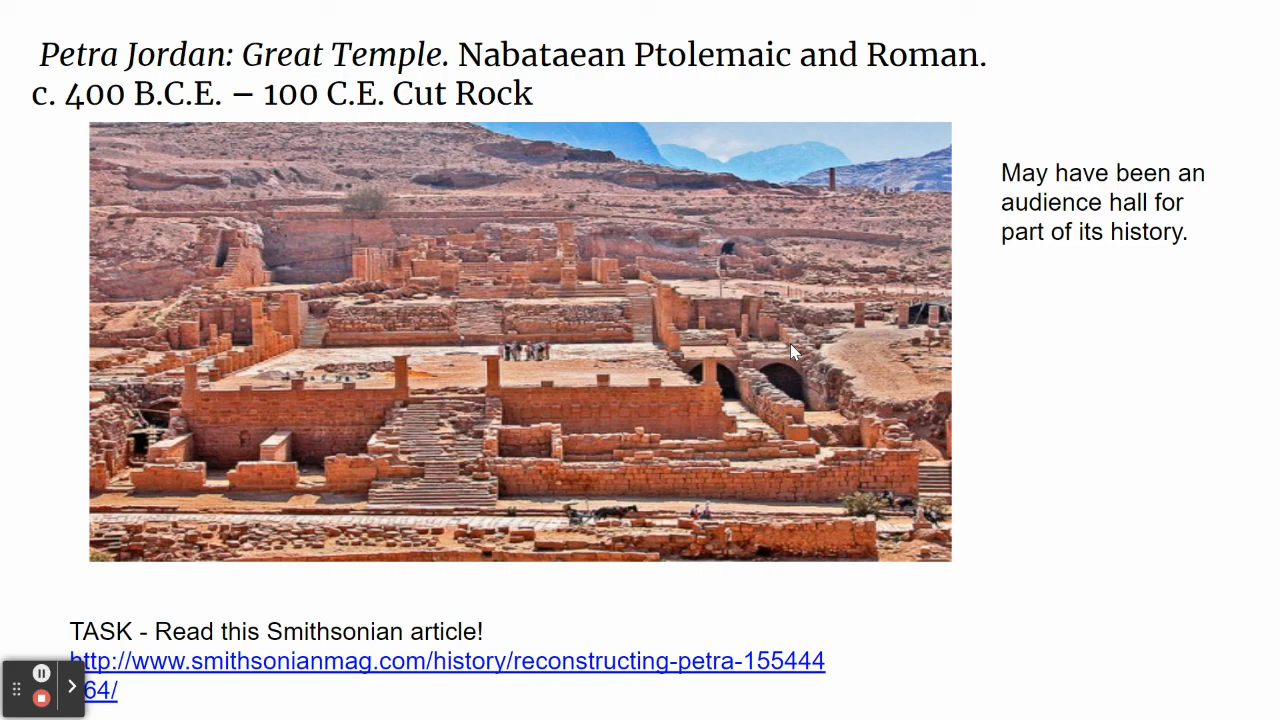 Petra Jordan: Great Temple. Nabataean Ptolemaic and Roman.
c. 400 B.C.E. – 100 C.E. Cut Rock
May have been an
audience hall for
part of its history.
TASK - Read this Smithsonian article!
http://www.smithsonianmag.com/history/reconstructing-petra-155444
64/